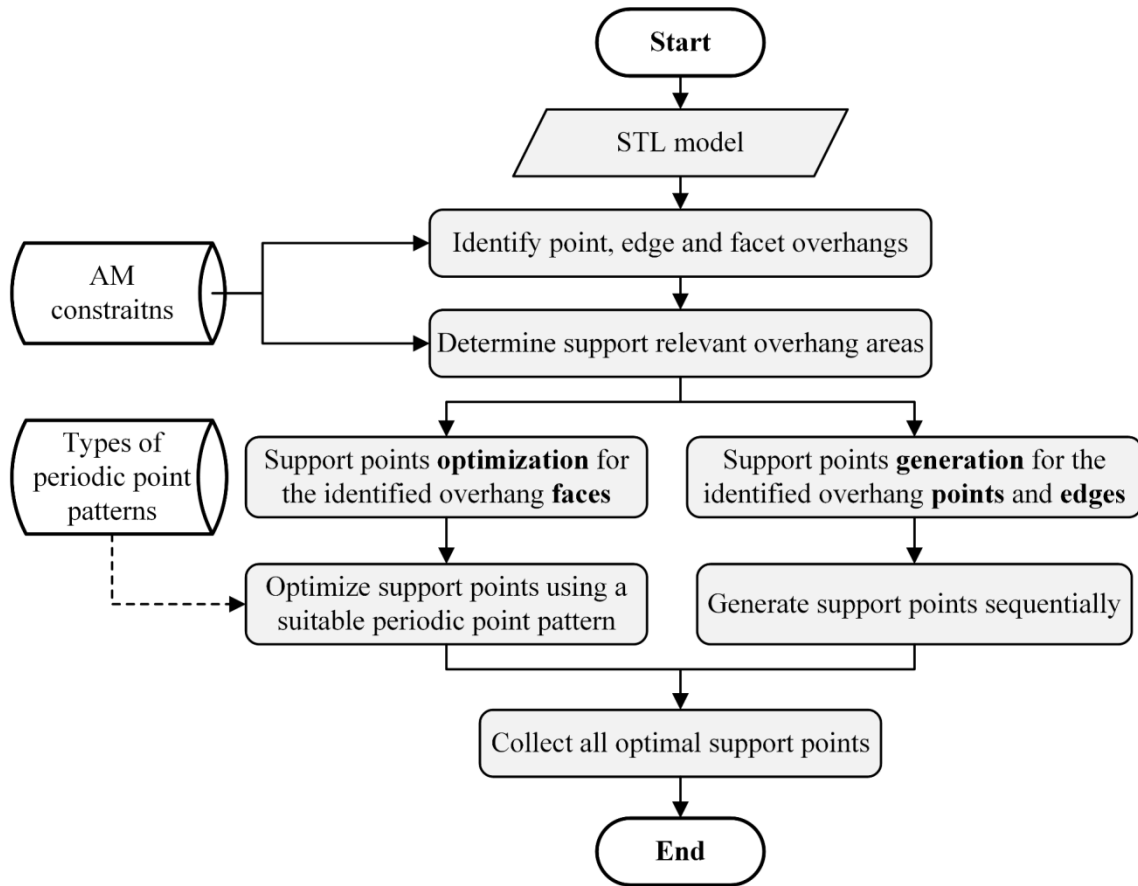 Start
STL model
Identify point, edge and facet overhangs
AM
constraitns
Determine support relevant overhang areas
Types of
periodic point
patterns
Support points optimization for
the identified overhang faces
Support points generation for the
identified overhang points and edges
Optimize support points using a
suitable periodic point pattern
Generate support points sequentially
Collect all optimal support points
End